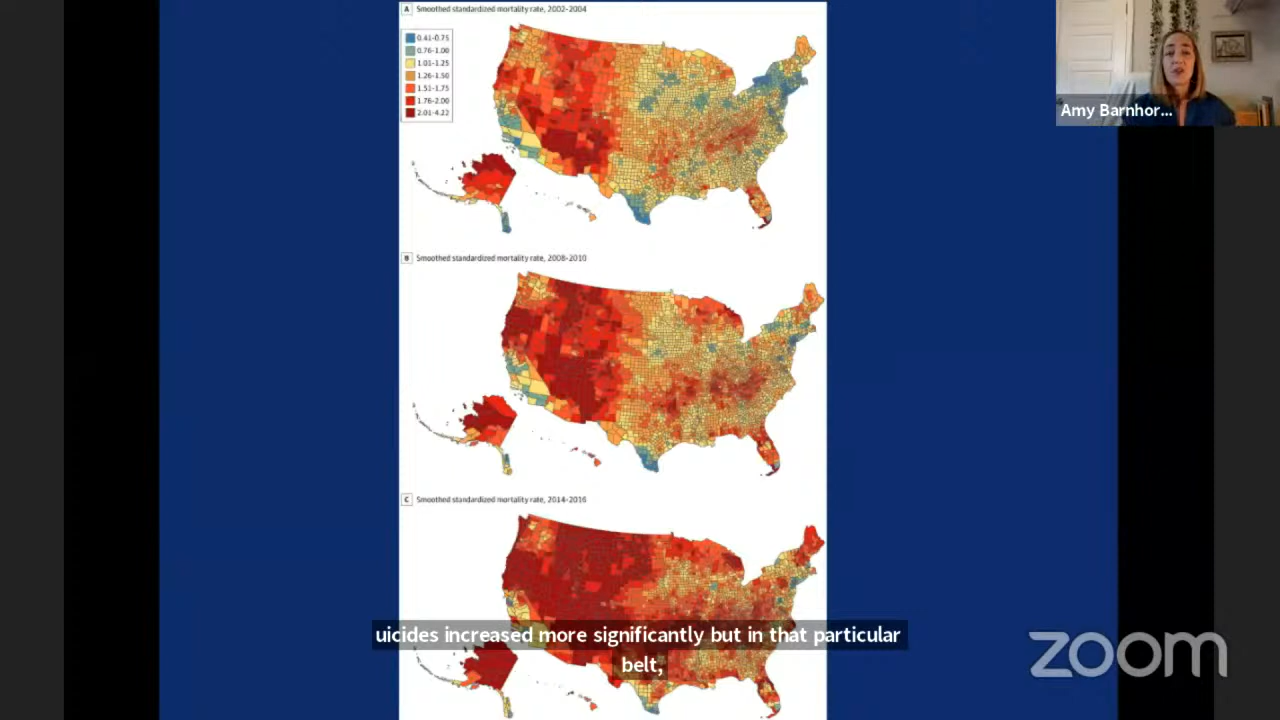 A Smoothed standardized mortality rate, 2002-2004
0.41-0.75
0.76-1.00
1.01-1.25
1.26-1.50
1.51-1.75
1.76-2.00
2.01-4.22
Amy Barnhor...
B Smoothed standardized mortality rate, 2008-2010
C Smoothed standardized mortality rate, 2014-2016
uicides increased more significantly but in that particular
belt,
zoom